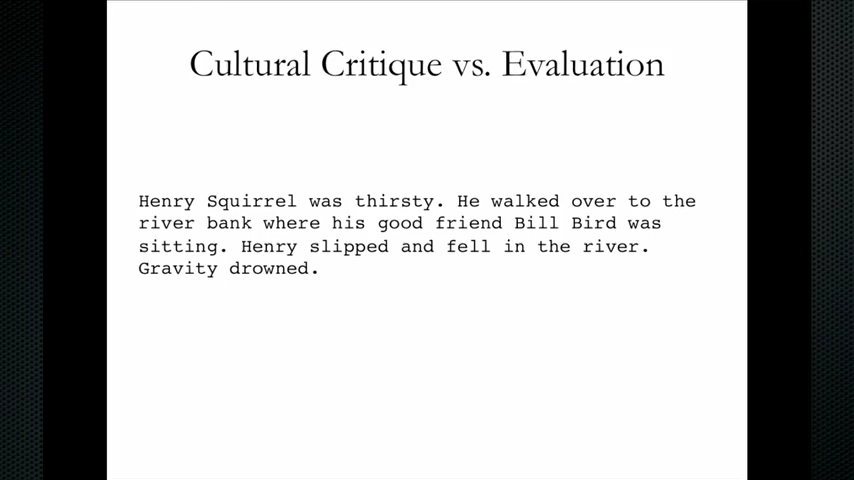 Cultural Critique vs. Evaluation
Henry Squirrel was thirsty. He walked over to the
river bank where his good friend Bill Bird was
sitting. Henry slipped and fell in the river.
Gravity drowned.